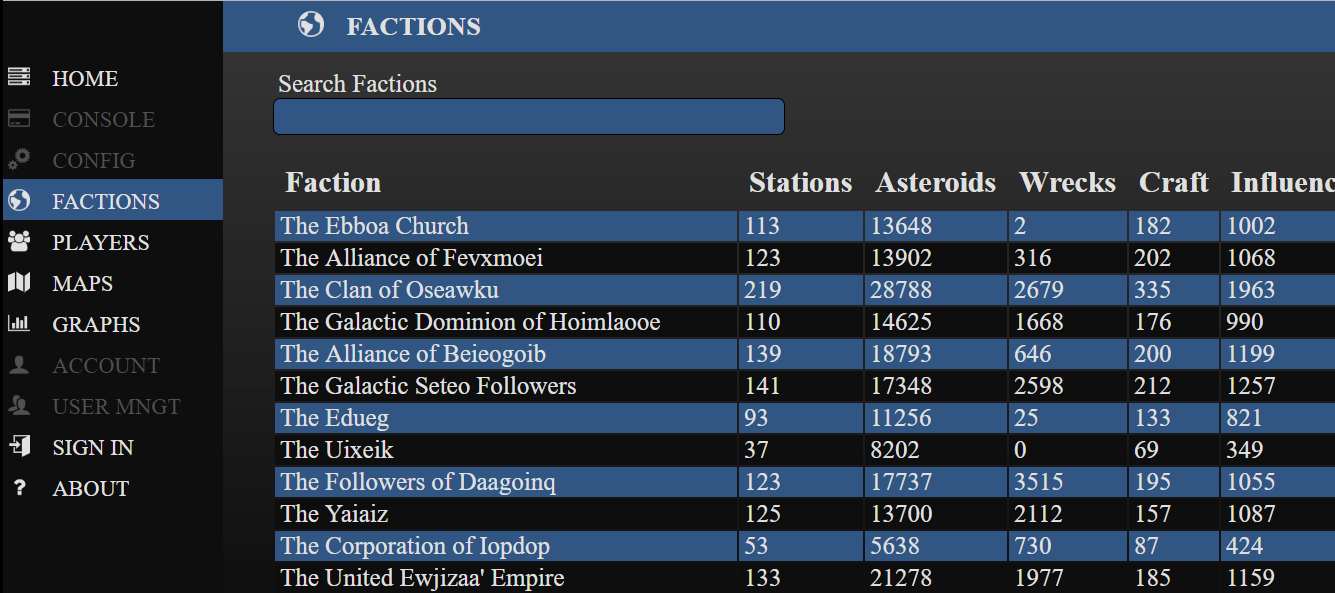 FACTIONS
HOME
CONSOLE
CONFIG
FACTIONS
PLAYERS
MAPS
GRAPHS
ACCOUNT
USER MNGT
SIGN IN
? ABOUT
Search Factions
Faction Stations Asteroids Wrecks Craft Influenc
The Ebboa Church 113 13648 2 182 1002
The Alliance of Fevxmoei 123 13902 316 202 1068
The Clan of Oseawku 219 28788 2679 335 1963
The Galactic Dominion of Hoimlaooe 110 14625 1668 176 990
The Alliance of Beieogoib 139 18793 646 200 1199
The Galactic Seteo Followers 141 17348 2598 212 1257
The Edueg 93 11256 25 133 821
The Uixeik 37 8202 0 69 349
The Followers of Daagoinq 123 17737 3515 195 1055
The Yaiaiz 125 13700 2112 157 1087
The Corporation of Iopdop 53 5638 730 87 424
The United Ewjizaa' Empire 133 21278 1977 185 1159